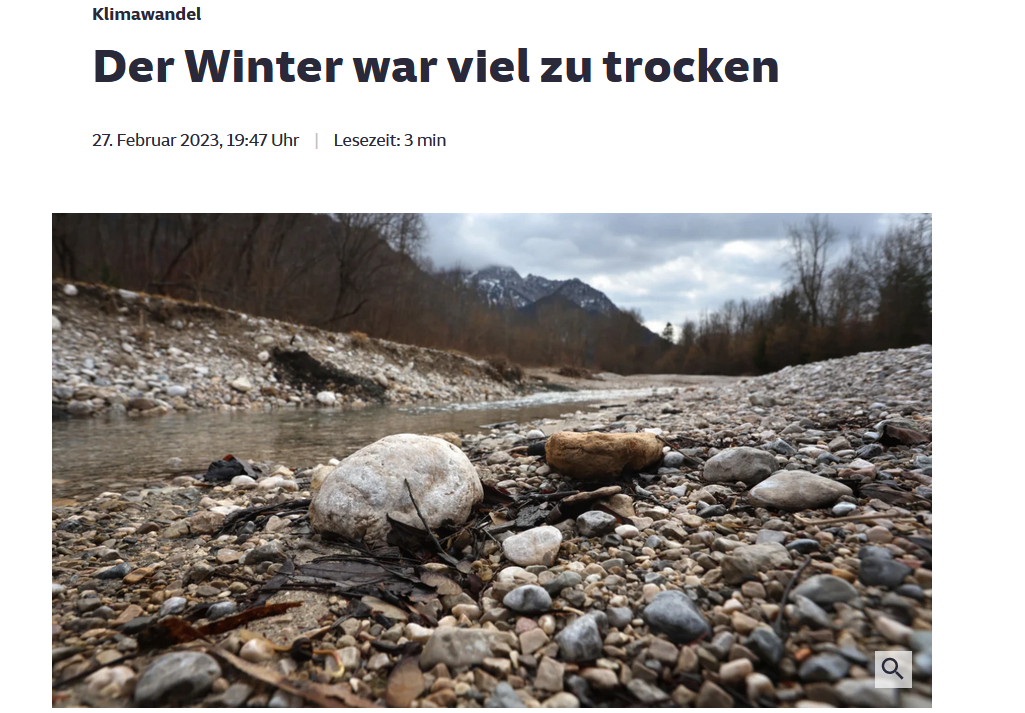 Klimawandel
Der Winter war viel zu trocken
27. Februar 2023, 19:47 Uhr | Lesezeit: 3 min